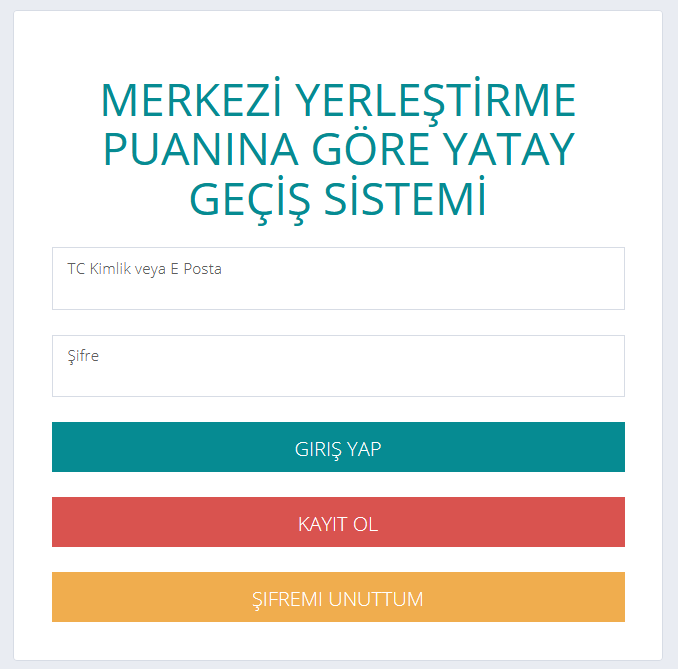 MERKEZİ YERLEŞTİRME
PUANINA GÖRE YATAY
GEÇİŞ SİSTEMİ
TC Kimlik veya E Posta
Şifre
GIRIŞ YAP
KAYIT OL
ŞIFREMI UNUTTUM